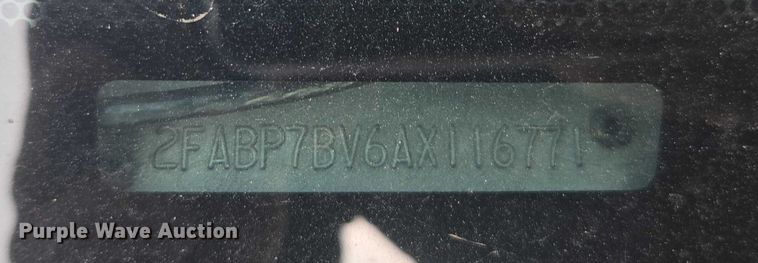 2FABP7BV6AX116771
Purple Wave Auction